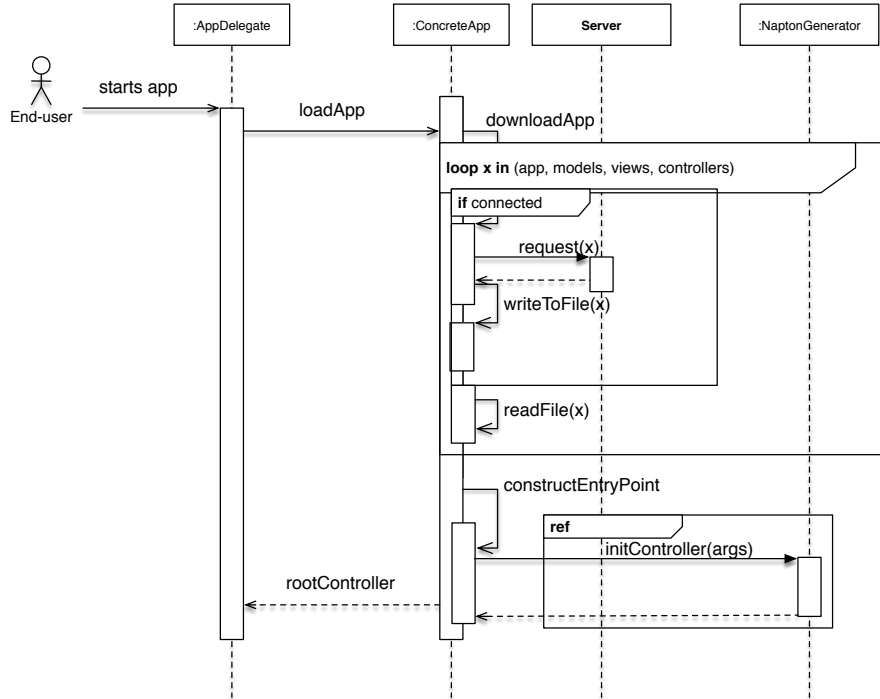 :AppDelegate
:ConcreteApp
Server
:NaptonGenerator
End-user
starts app
loadApp
downloadApp
loop x in (app, models, views, controllers)
if connected
request(x)
writeToFile(x)
readFile(x)
constructEntryPoint
ref
initController(args)
rootController